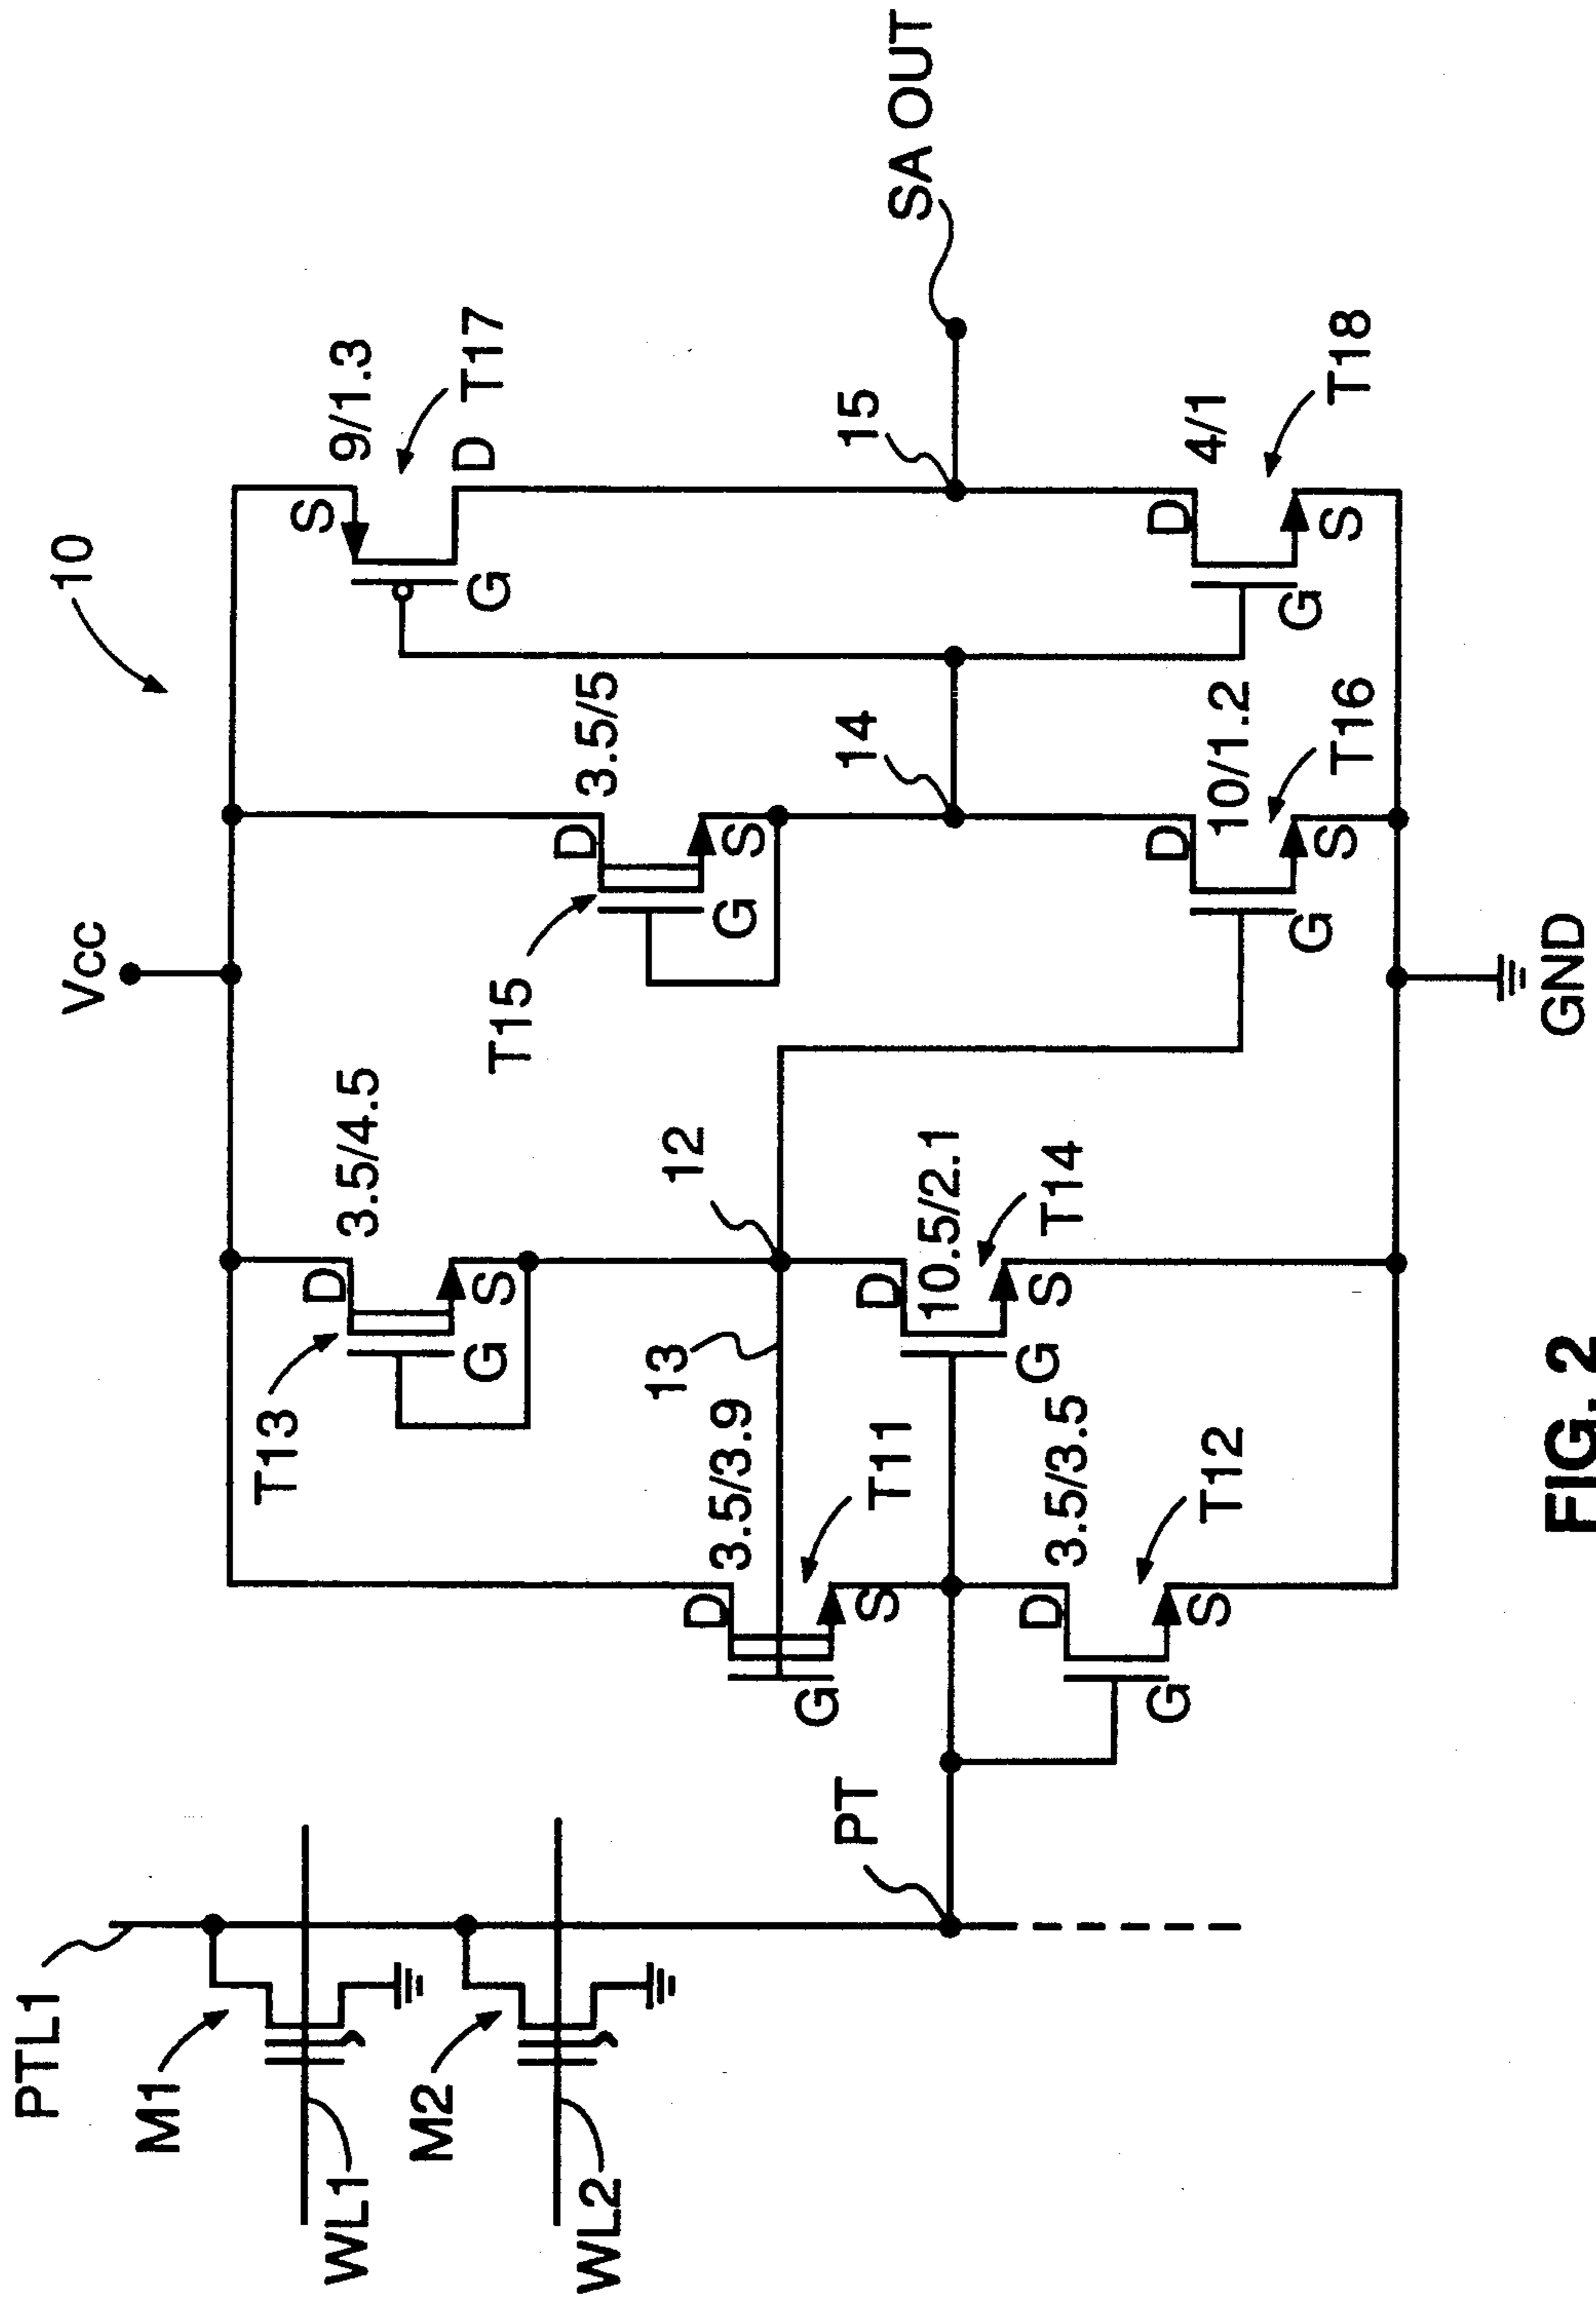 10
Vcc
PTL1
M1
WL1
M2
WL2
PT
T13
D
S
G
3.5/4.5
T15
D
S
G
3.5/5
S
G
D
9/1.3
T17
13
12
14
15
SA OUT
3.5/3.9
D
G
S
T11
10.5/2.1
D
G
S
T14
3.5/3.5
D
G
S
T12
10/1.2
D
G
S
T16
4/1
D
G
S
T18
GND
FIG. 2